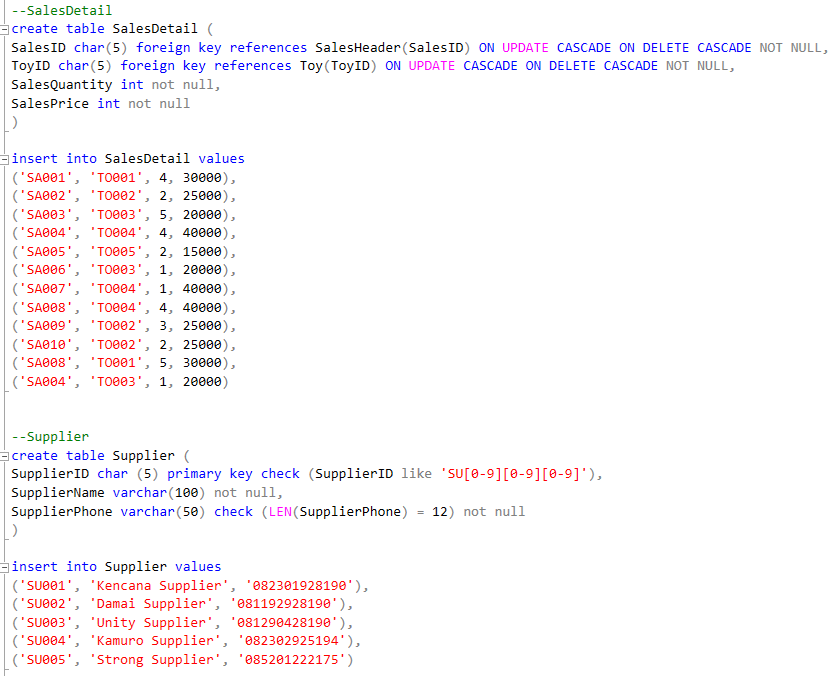 --SalesDetail
create table SalesDetail (
SalesID char(5) foreign key references SalesHeader(SalesID) ON UPDATE CASCADE ON DELETE CASCADE NOT NULL,
ToyID char(5) foreign key references Toy(ToyID) ON UPDATE CASCADE ON DELETE CASCADE NOT NULL,
SalesQuantity int not null,
SalesPrice int not null
)
insert into SalesDetail values
('SA001', 'TO001', 4, 30000),
('SA002', 'TO002', 2, 25000),
('SA003', 'TO003', 5, 20000),
('SA004', 'TO004', 4, 40000),
('SA005', 'TO005', 2, 15000),
('SA006', 'TO003', 1, 20000),
('SA007', 'TO004', 1, 40000),
('SA008', 'TO004', 4, 40000),
('SA009', 'TO002', 3, 25000),
('SA010', 'TO002', 2, 25000),
('SA008', 'TO001', 5, 30000),
('SA004', 'TO003', 1, 20000)
--Supplier
create table Supplier (
SupplierID char (5) primary key check (SupplierID like 'SU[0-9][0-9][0-9]'),
SupplierName varchar(100) not null,
SupplierPhone varchar(50) check (LEN(SupplierPhone) = 12) not null
)
insert into Supplier values
('SU001', 'Kencana Supplier', '082301928190'),
('SU002', 'Damai Supplier', '081192928190'),
('SU003', 'Unity Supplier', '081290428190'),
('SU004', 'Kamuro Supplier', '082302925194'),
('SU005', 'Strong Supplier', '085201222175')